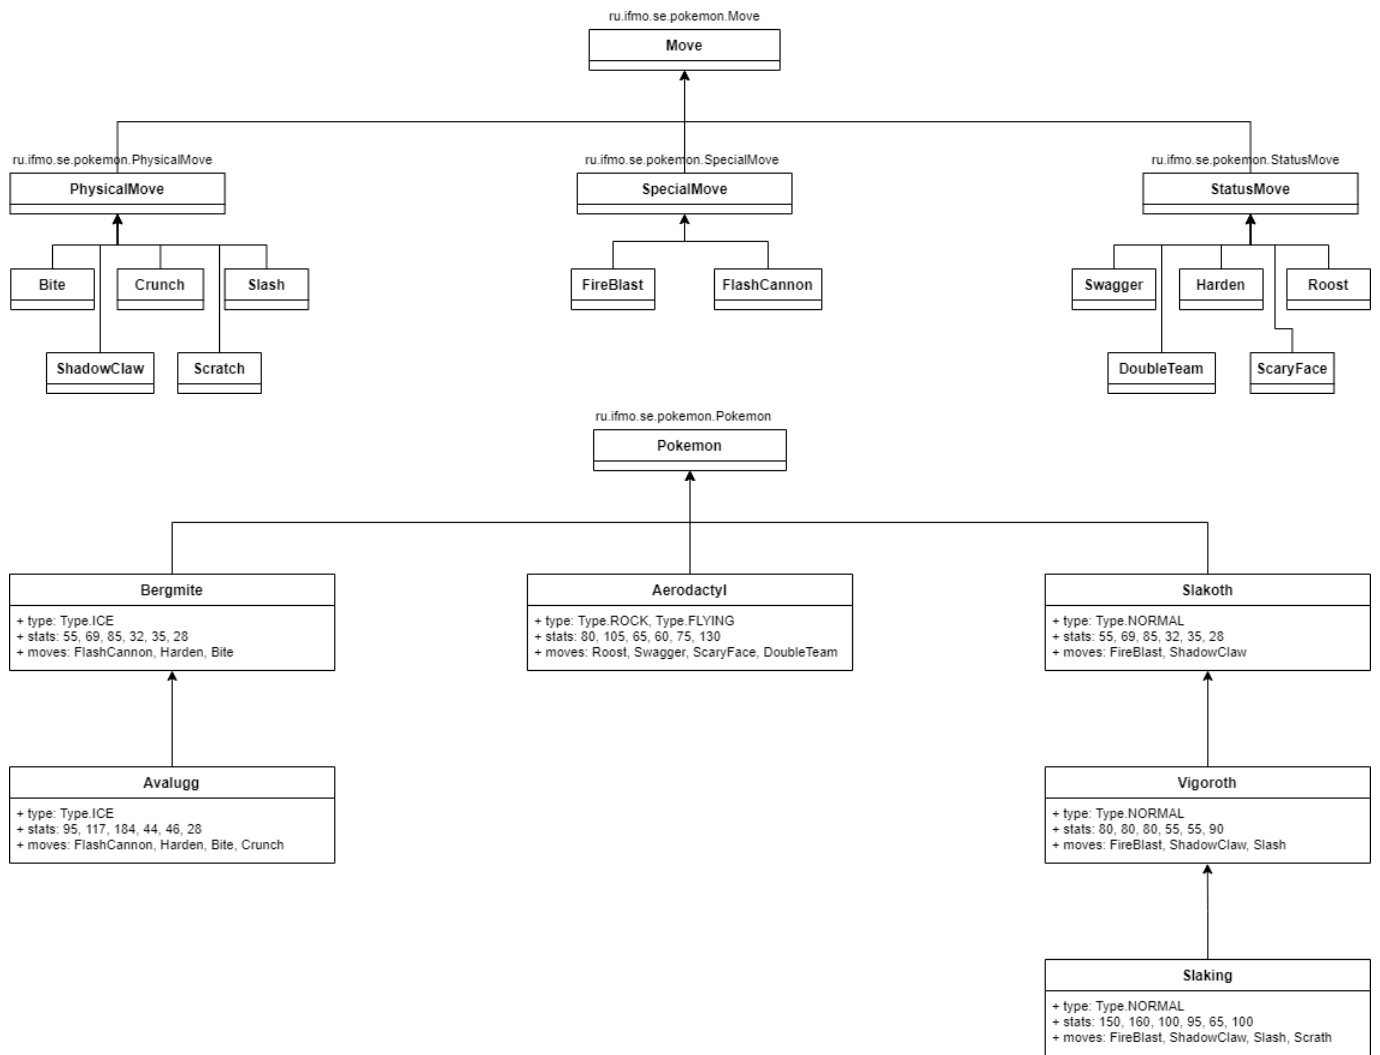 ru.ifmo.se.pokemon.Move
Move
ru.ifmo.se.pokemon.PhysicalMove
PhysicalMove
ru.ifmo.se.pokemon.SpecialMove
SpecialMove
ru.ifmo.se.pokemon.StatusMove
StatusMove
Bite
Crunch
Slash
FireBlast
FlashCannon
Swagger
Harden
Roost
ShadowClaw
Scratch
DoubleTeam
ScaryFace
ru.ifmo.se.pokemon.Pokemon
Pokemon
Bergmite
+ type: Type.ICE
+ stats: 55, 69, 85, 32, 35, 28
+ moves: FlashCannon, Harden, Bite
Aerodactyl
+ type: Type.ROCK, Type.FLYING
+ stats: 80, 105, 65, 60, 75, 130
+ moves: Roost, Swagger, ScaryFace, DoubleTeam
Slakoth
+ type: Type.NORMAL
+ stats: 55, 69, 85, 32, 35, 28
+ moves: FireBlast, ShadowClaw
Avalugg
+ type: Type.ICE
+ stats: 95, 117, 184, 44, 46, 28
+ moves: FlashCannon, Harden, Bite, Crunch
Vigoroth
+ type: Type.NORMAL
+ stats: 80, 80, 80, 55, 55, 90
+ moves: FireBlast, ShadowClaw, Slash
Slaking
+ type: Type.NORMAL
+ stats: 150, 160, 100, 95, 65, 100
+ moves: FireBlast, ShadowClaw, Slash, Scrath